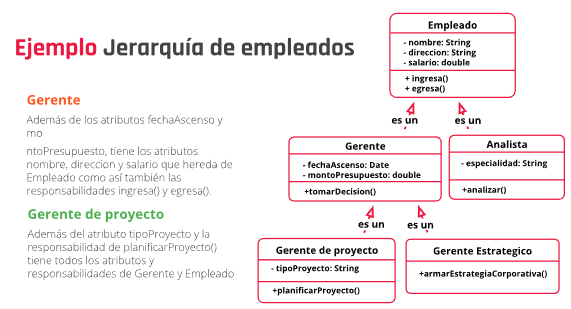 Ejemplo Jerarquía de empleados
Gerente
Además de los atributos fechaAscenso y
mo
ntoPresupuesto, tiene los atributos
nombre, direccion y salario que hereda de
Empleado como así también las
responsabilidades ingresa() y egresa().
Gerente de proyecto
Además del atributo tipoProyecto y la
responsabilidad de planificarProyecto()
tiene todos los atributos y
responsabilidades de Gerente y Empleado
Empleado
- nombre: String
- direccion: String
- salario: double
+ ingresa()
+ egresa()
es un
es un
Gerente
- fechaAscenso: Date
- montoPresupuesto: double
+tomarDecision()
Analista
- especialidad: String
+analizar()
es un
es un
Gerente de proyecto
- tipoProyecto: String
+planificarProyecto()
Gerente Estrategico
+armarEstrategiaCorporativa()